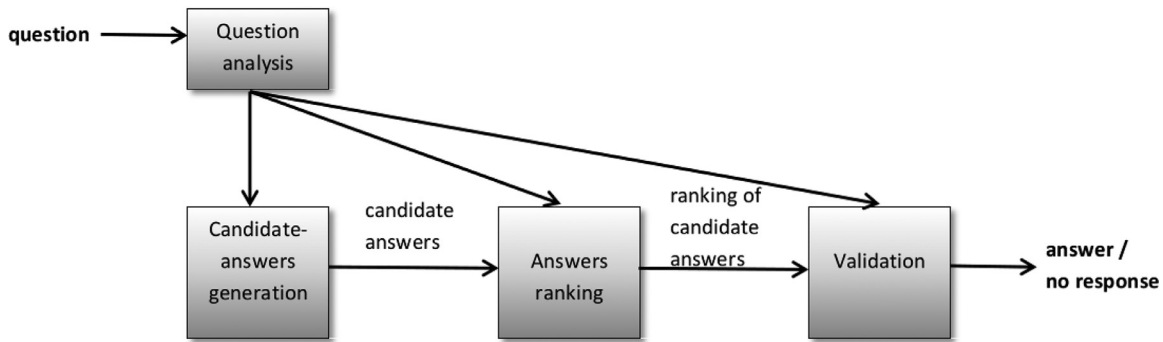 question
Question
analysis
Candidate-
answers
generation
candidate
answers
Answers
ranking
ranking of
candidate
answers
Validation
answer /
no response